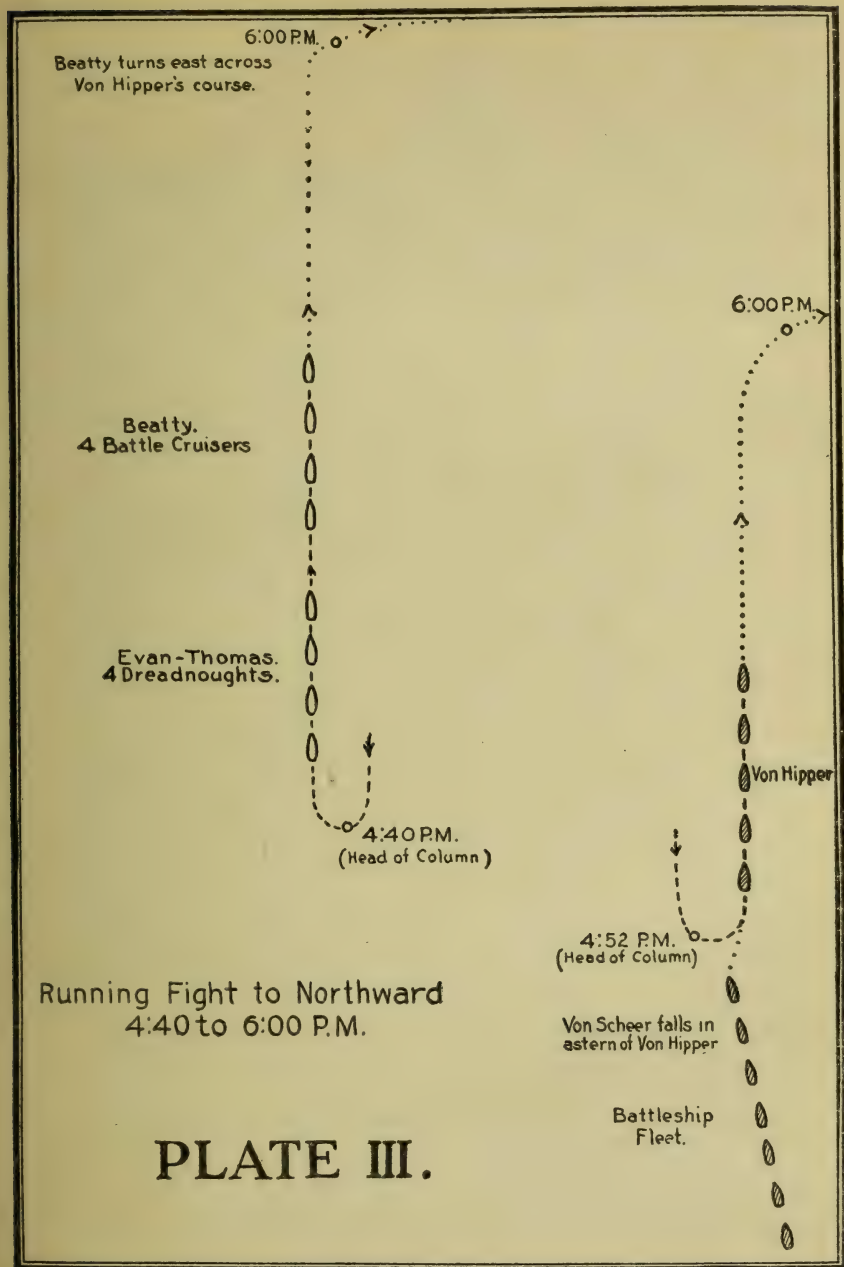 6:00 P.M.
Beatty turns east across
Von Hipper's course.
6:00 P.M.
Beatty.
4 Battle Cruisers
Evan-Thomas.
4 Dreadnoughts.
Von Hipper
4:40 P.M.
(Head of Column)
4:52 P.M.
(Head of Column)
Running Fight to Northward
4:40 to 6:00 P.M.
Von Scheer falls in
astern of Von Hipper
Battleship
Fleet.
PLATE III.